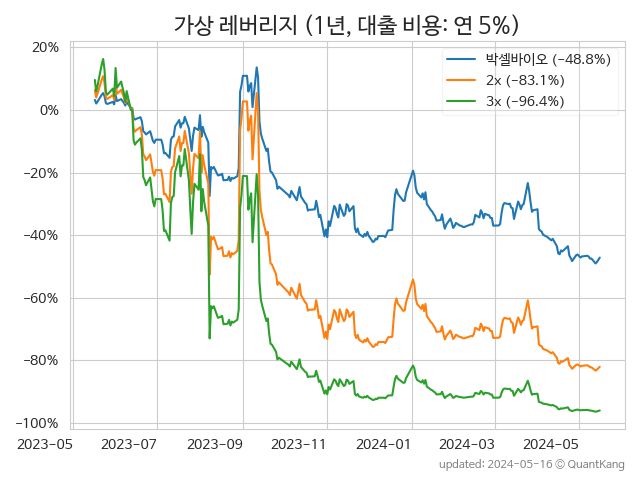 가상 레버리지 (1년, 대출 비용: 연 5%)
박셀바이오 (−48.8%)
2x (−83.1%)
3x (−96.4%)
20%
0%
−20%
−40%
−60%
−80%
−100%
2023-05 2023-07 2023-09 2023-11 2024-01 2024-03 2024-05
updated: 2024-05-16 © QuantKang